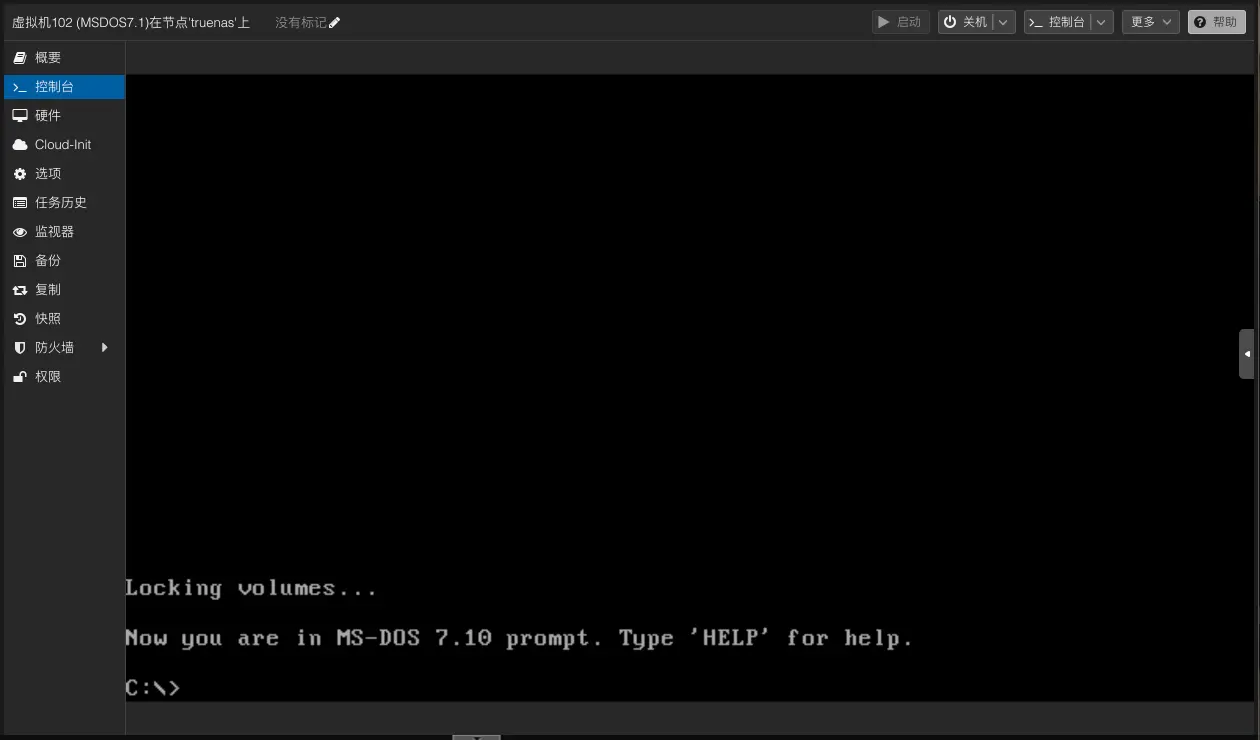 虚拟机102 (MSDOS7.1)在节点'truenas'上 没有标记 启动 关机 控制台 更多 帮助
概要
控制台
硬件
Cloud-Init
选项
任务历史
监视器
备份
复制
快照
防火墙
权限
Locking volumes...
Now you are in MS-DOS 7.10 prompt. Type 'HELP' for help.
C:\>